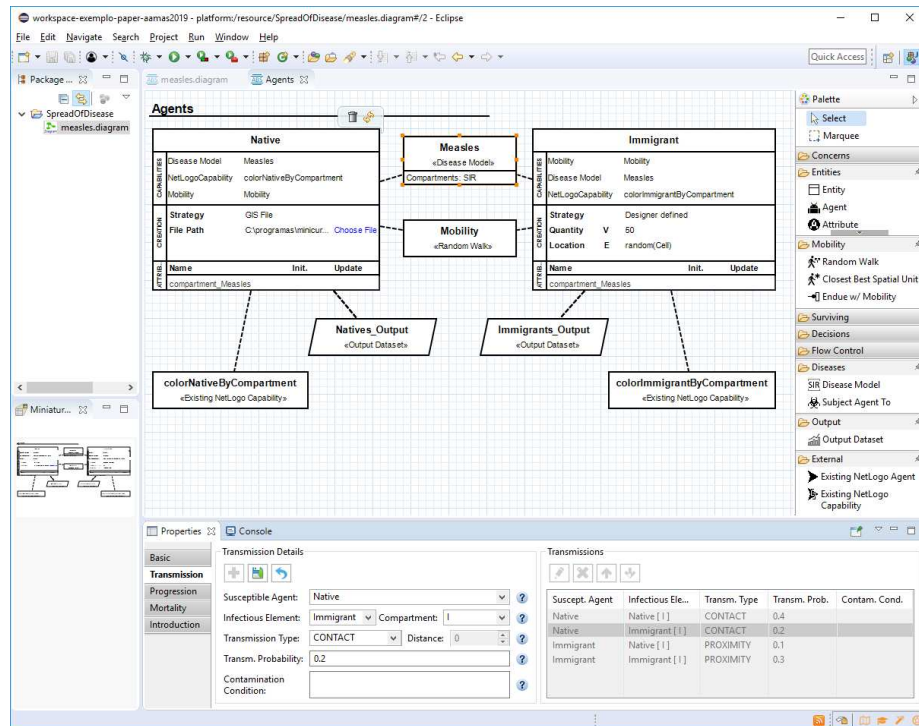 workspace-exemplo-paper-aamas2019 - platform:/resource/SpreadOfDisease/measles.diagram#/2 - Eclipse
File Edit Navigate Search Project Run Window Help
Quick Access
Package ...
SpreadOfDisease
measles.diagram
measles.diagram
Agents
Agents
Native
CAPABILITIES
Disease Model Measles
NetLogoCapability colorNativeByCompartment
Mobility Mobility
CREATION
Strategy GIS File
File Path C:\programas\minicur... Choose File
ATTRIB.
Name Init. Update
compartment_Measles
Measles
«Disease Model»
Compartments: SIR
Mobility
«Random Walk»
Immigrant
CAPABILITIES
Mobility Mobility
Disease Model Measles
NetLogoCapability colorImmigrantByCompartment
CREATION
Strategy Designer defined
Quantity V 50
Location E random(Cell)
ATTRIB.
Name Init. Update
compartment_Measles
Natives_Output
«Output Dataset»
Immigrants_Output
«Output Dataset»
colorNativeByCompartment
«Existing NetLogo Capability»
colorImmigrantByCompartment
«Existing NetLogo Capability»
Palette
Select
Marquee
Concerns
Entities
Entity
Agent
Attribute
Mobility
Random Walk
Closest Best Spatial Unit
Endue w/ Mobility
Surviving
Decisions
Flow Control
Diseases
SIR Disease Model
Subject Agent To
Output
Output Dataset
External
Existing NetLogo Agent
Existing NetLogo
Capability
Miniatur...
Properties
Console
Basic
Transmission
Progression
Mortality
Introduction
Transmission Details
Susceptible Agent: Native
Infectious Element: Immigrant Compartment: I
Transmission Type: CONTACT Distance: 0
Transm. Probability: 0.2
Contamination
Condition:
Transmissions
Suscept. Agent Infectious Ele... Transm. Type Transm. Prob. Contam. Cond.
Native Native [ I ] CONTACT 0.4
Native Immigrant [ I ] CONTACT 0.2
Immigrant Native [ I ] PROXIMITY 0.1
Immigrant Immigrant [ I ] PROXIMITY 0.3